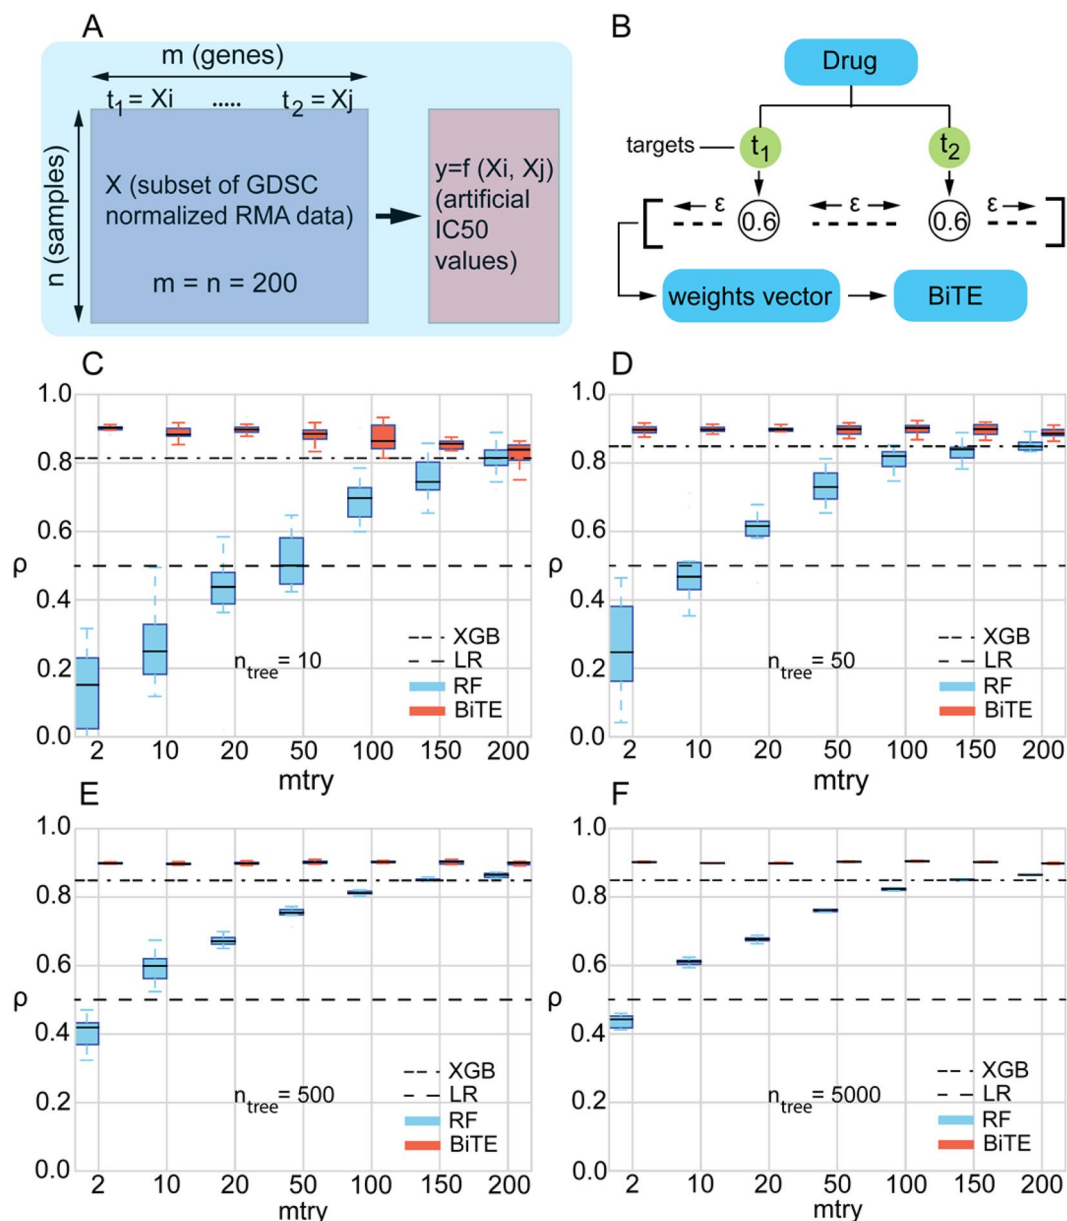 A
m (genes)
t1 = Xi ..... t2 = Xj
n (samples)
X (subset of GDSC
normalized RMA data)
m = n = 200
y=f (Xi, Xj)
(artificial
IC50
values)
B
Drug
targets
t1
t2
ε
ε
ε
0.6
0.6
weights vector
BiTE
C
1.0
0.8
0.6
ρ
0.4
0.2
0.0
XGB
LR
RF
BiTE
ntree= 10
2 10 20 50 100 150 200
mtry
D
1.0
0.8
0.6
ρ
0.4
0.2
0.0
XGB
LR
RF
BiTE
ntree= 50
2 10 20 50 100 150 200
mtry
E
1.0
0.8
0.6
ρ
0.4
0.2
0.0
XGB
LR
RF
BiTE
ntree= 500
2 10 20 50 100 150 200
mtry
F
1.0
0.8
0.6
ρ
0.4
0.2
0.0
XGB
LR
RF
BiTE
ntree= 5000
2 10 20 50 100 150 200
mtry